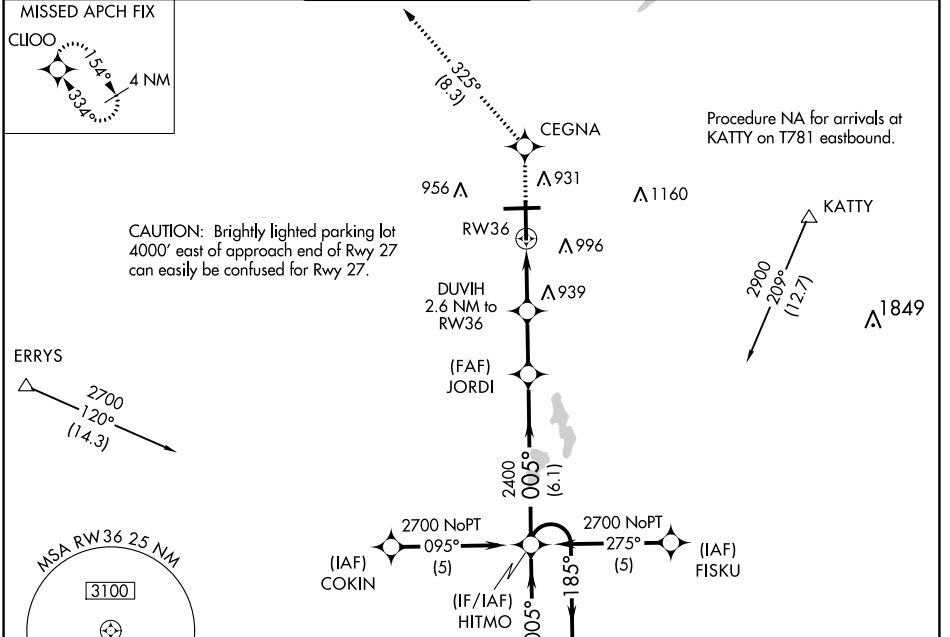 MISSED APCH FIX
CLIOO
154°
4 NM
334°
325°
(8.3)
CEGNA
Procedure NA for arrivals at
KATTY on T781 eastbound.
956
931
1160
KATTY
CAUTION: Brightly lighted parking lot
4000' east of approach end of Rwy 27
can easily be confused for Rwy 27.
RW36
996
2900
209°
(12.7)
DUVIH
2.6 NM to
RW36
939
1849
ERRYS
2700
120°
(14.3)
(FAF)
JORDI
2400
005°
(6.1)
2700 NoPT
095°
(5)
2700 NoPT
275°
(5)
(IAF)
COKIN
(IAF)
FISKU
(IF/IAF)
HITMO
005°
185°
MSA RW36 25 NM
3100